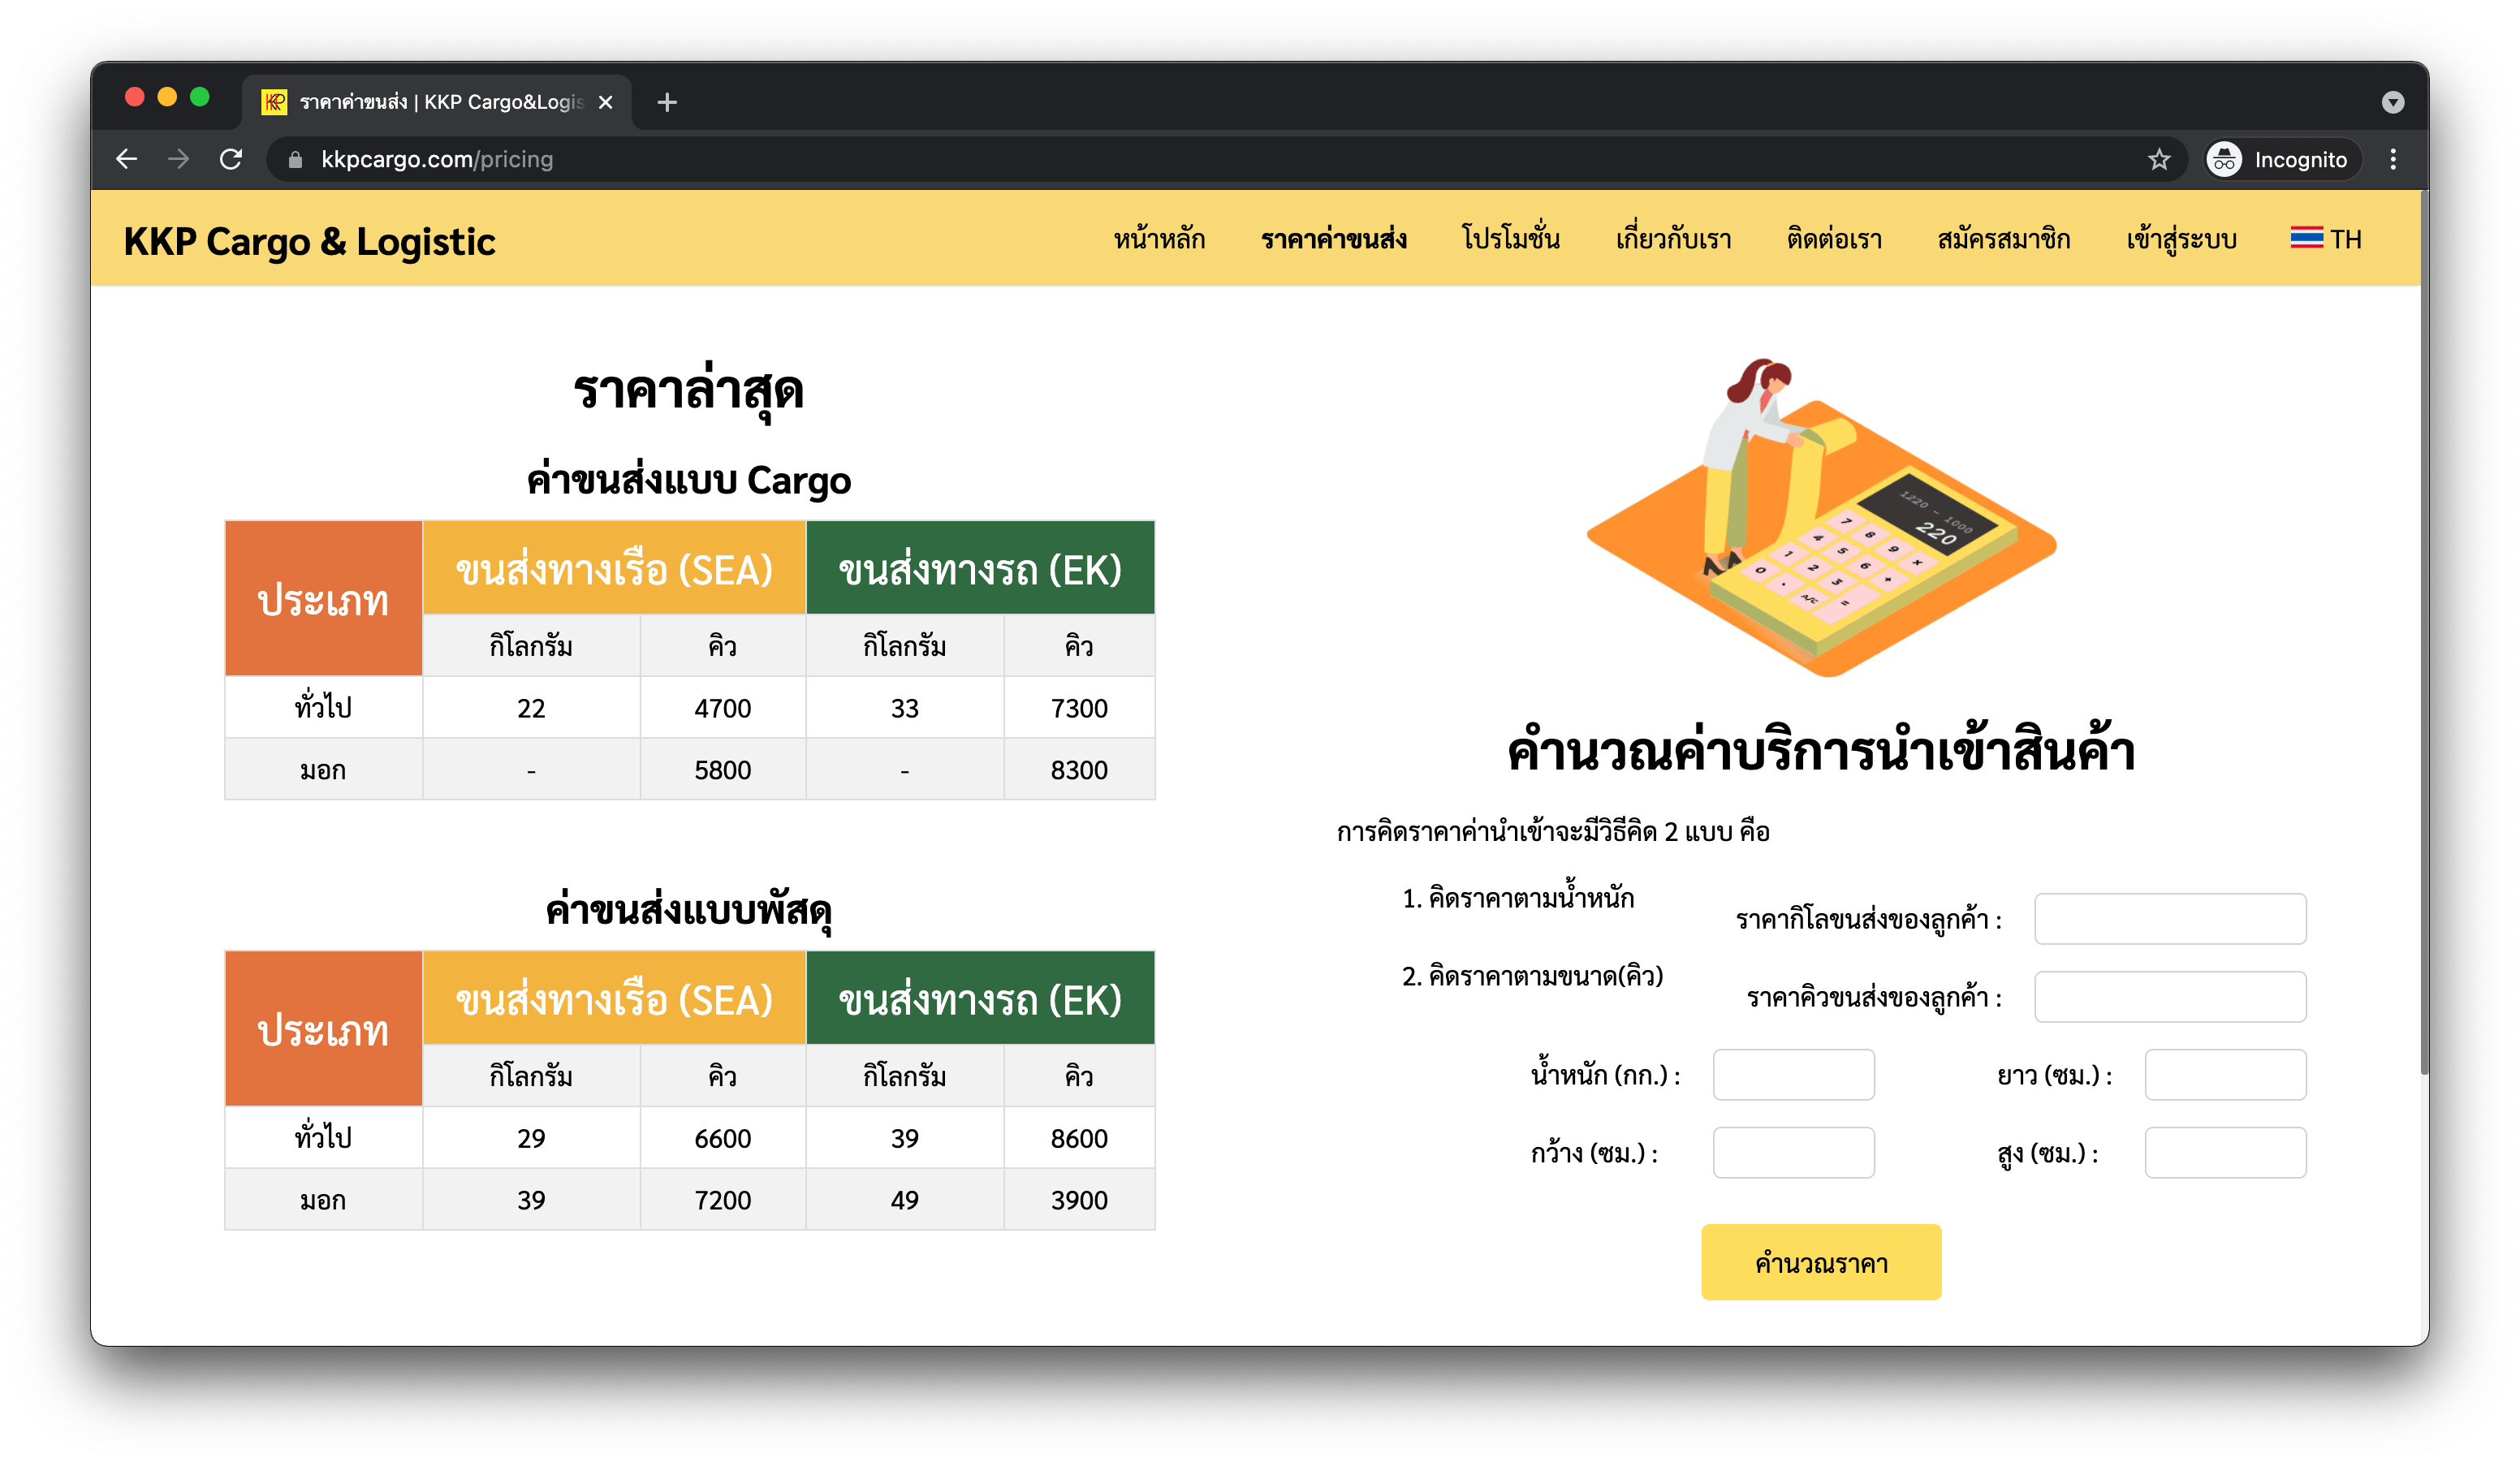 ราคาค่าขนส่ง | KKP Cargo&Logis
kkpcargo.com/pricing
Incognito
KKP Cargo & Logistic
หน้าหลัก ราคาค่าขนส่ง โปรโมชั่น เกี่ยวกับเรา ติดต่อเรา สมัครสมาชิก เข้าสู่ระบบ TH
ราคาล่าสุด
ค่าขนส่งแบบ Cargo
ประเภท ขนส่งทางเรือ (SEA) ขนส่งทางรถ (EK)
กิโลกรัม คิว กิโลกรัม คิว
ทั่วไป 22 4700 33 7300
มอก - 5800 - 8300
ค่าขนส่งแบบพัสดุ
ประเภท ขนส่งทางเรือ (SEA) ขนส่งทางรถ (EK)
กิโลกรัม คิว กิโลกรัม คิว
ทั่วไป 29 6600 39 8600
มอก 39 7200 49 3900
1220 - 1000
220
7 8 9 ×
4 5 6 +
1 2 3 =
0 . A/C
คำนวณค่าบริการนำเข้าสินค้า
การคิดราคาค่านำเข้าจะมีวิธีคิด 2 แบบ คือ
1. คิดราคาตามน้ำหนัก
ราคากิโลขนส่งของลูกค้า :
2. คิดราคาตามขนาด(คิว)
ราคาคิวขนส่งของลูกค้า :
น้ำหนัก (กก.) : ยาว (ซม.) :
กว้าง (ซม.) : สูง (ซม.) :
คำนวณราคา